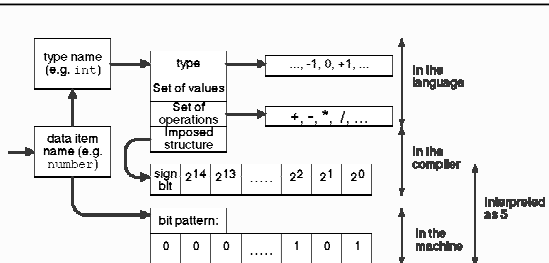 type name
(e.g. int)
type
Set of values
Set of
operations
Imposed
structure
..., -1, 0, +1, ...
+, -, *, /, ...
In the
language
data item
name (e.g.
number)
sign
bit
2^14 2^13 ..... 2^2 2^1 2^0
In the
compiler
bit pattern:
0 0 0 ..... 1 0 1
In the
machine
Interpreted
as 5